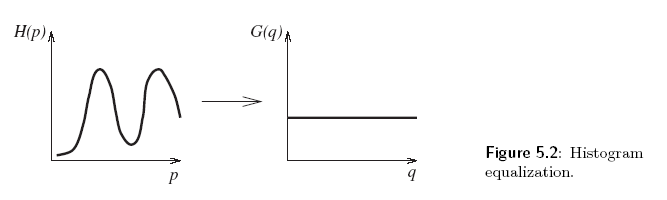 H(p)
p
G(q)
q
Figure 5.2: Histogram
equalization.